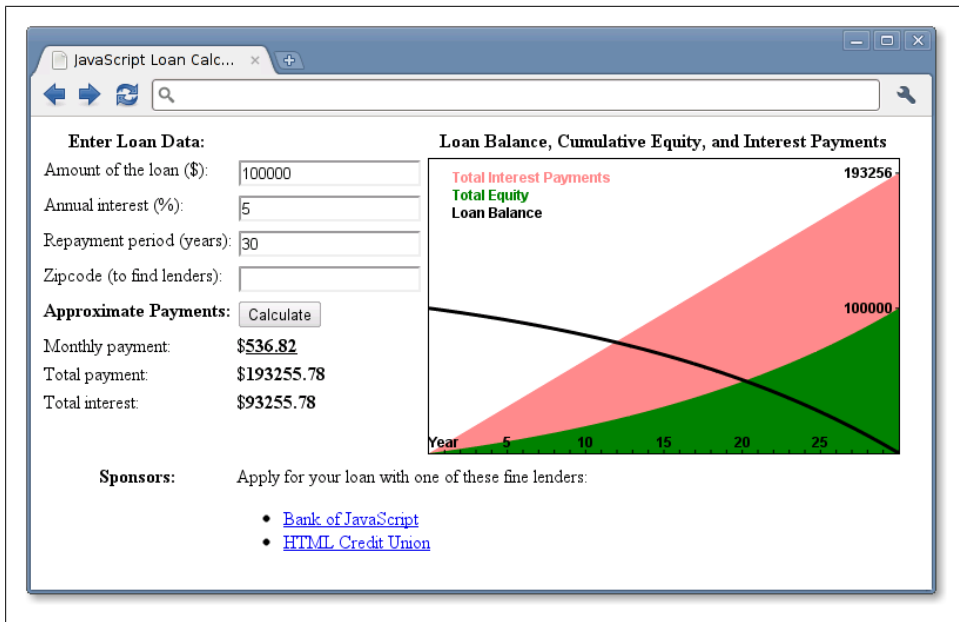 JavaScript Loan Calc...
Enter Loan Data:
Amount of the loan ($): 100000
Annual interest (%): 5
Repayment period (years): 30
Zipcode (to find lenders):
Approximate Payments: Calculate
Monthly payment: $536.82
Total payment: $193255.78
Total interest: $93255.78
Loan Balance, Cumulative Equity, and Interest Payments
Total Interest Payments
Total Equity
Loan Balance
193256
100000
Year 5 10 15 20 25
Sponsors: Apply for your loan with one of these fine lenders:
• Bank of JavaScript
• HTML Credit Union